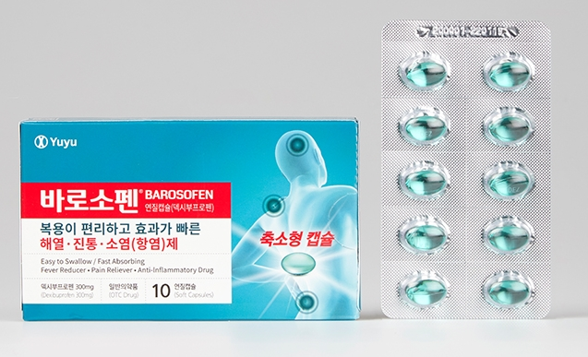 Yuyu
바로소펜® BAROSOFEN
연질캡슐(덱시부프로펜)
복용이 편리하고 효과가 빠른
해열·진통·소염(항염)제
축소형 캡슐
Easy to Swallow / Fast Absorbing
Fever Reducer · Pain Reliever · Anti-Inflammatory Drug
덱시부프로펜 300mg
(Dexibuprofen 300mg)
일반의약품
(OTC Drug)
10 연질캡슐
(Soft Capsules)